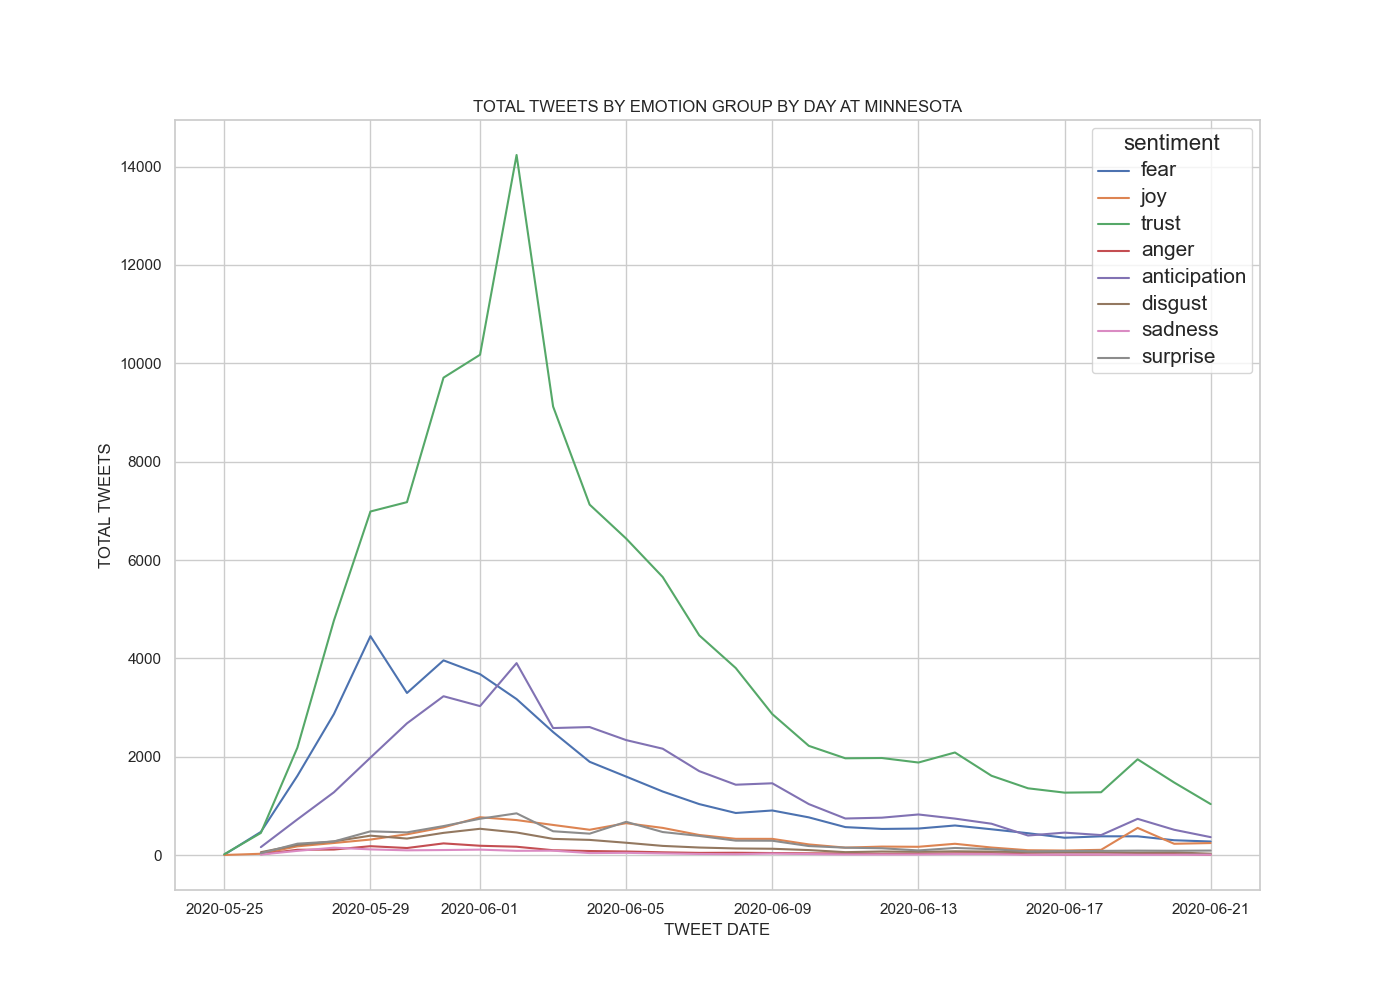 TOTAL TWEETS BY EMOTION GROUP BY DAY AT MINNESOTA
sentiment
fear
joy
trust
anger
anticipation
disgust
sadness
surprise
14000
12000
10000
8000
6000
4000
2000
0
TOTAL TWEETS
2020-05-25 2020-05-29 2020-06-01 2020-06-05 2020-06-09 2020-06-13 2020-06-17 2020-06-21
TWEET DATE